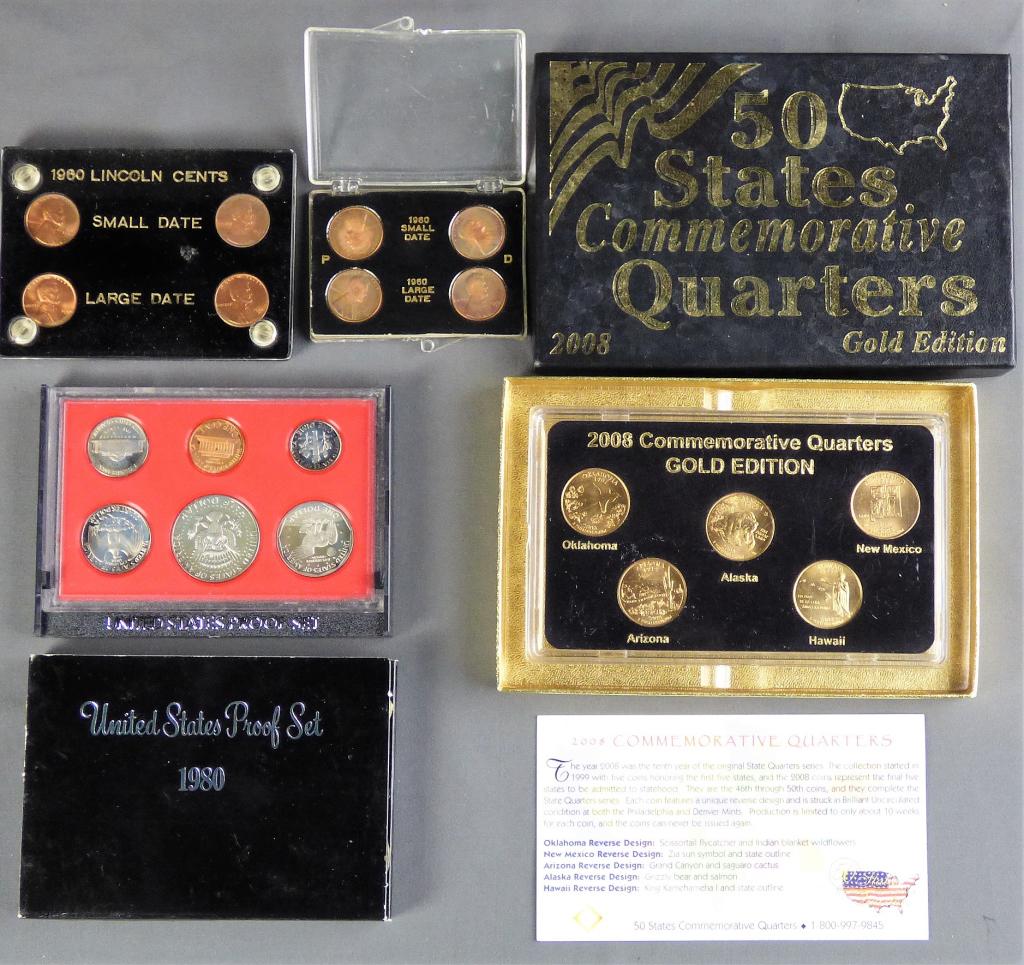 1960 LINCOLN CENTS
SMALL DATE
LARGE DATE
1960
SMALL
DATE
P
D
1960
LARGE
DATE
50
States
Commemorative
Quarters
2008
Gold Edition
UNITED STATES PROOF SET
United States Proof Set
1980
2008 Commemorative Quarters
GOLD EDITION
Oklahoma
Alaska
New Mexico
Arizona
Hawaii
2008 COMMEMORATIVE QUARTERS
The year 2008 was the tenth year of the original State Quarters series. The collection started in
1999 with five coins honoring the first five states, and the 2008 coins represent the final five
states to be admitted to statehood. They are the 46th through 50th coins, and they complete the
State Quarters series. Each coin features a unique reverse design and is struck in Brilliant Uncirculated
condition at both the Philadelphia and Denver Mints. Production is limited to only about 10 weeks
for each coin, and the coins can never be issued again.
Oklahoma Reverse Design: Scissortail flycatcher and Indian blanket wildflowers
New Mexico Reverse Design: Zia sun symbol and state outline
Arizona Reverse Design: Grand Canyon and saguaro cactus
Alaska Reverse Design: Grizzly bear and salmon
Hawaii Reverse Design: King Kamehameha I and state outline
50 States Commemorative Quarters ♦ 1-800-997-9845